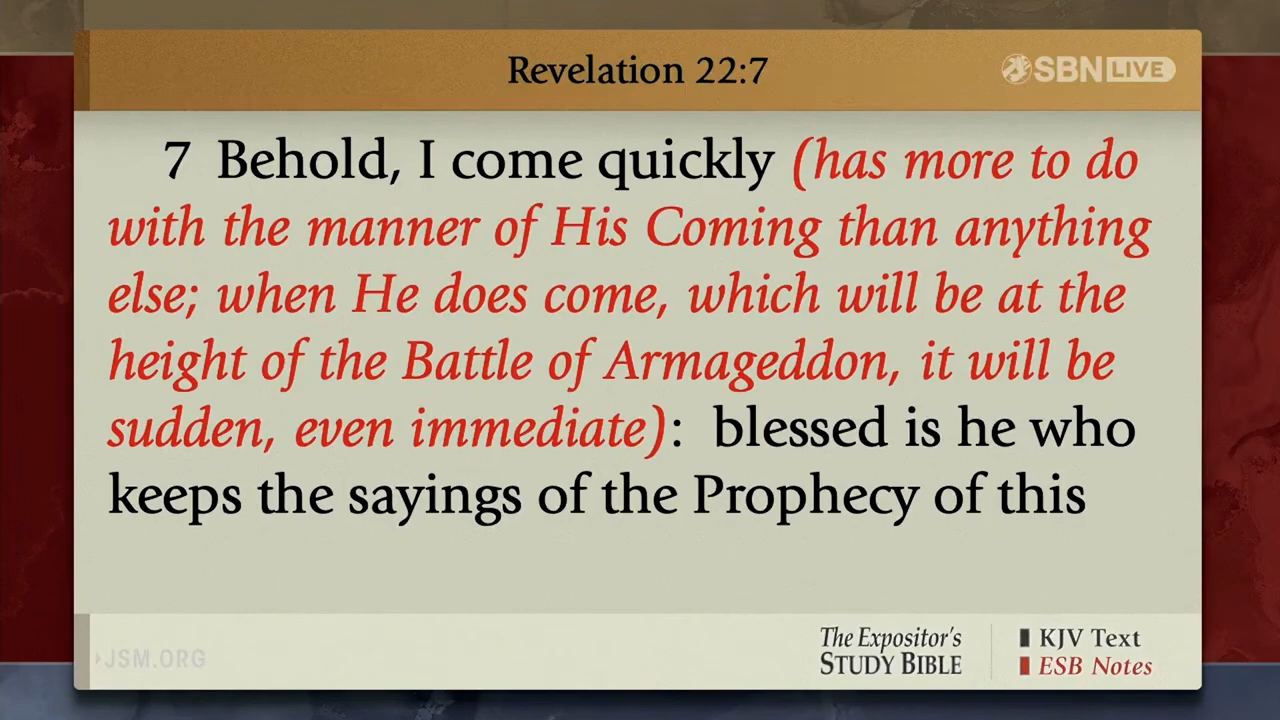 Revelation 22:7
SBN LIVE
7 Behold, I come quickly (has more to do
with the manner of His Coming than anything
else; when He does come, which will be at the
height of the Battle of Armageddon, it will be
sudden, even immediate): blessed is he who
keeps the sayings of the Prophecy of this
JSM.ORG
The Expositor's
STUDY BIBLE
KJV Text
ESB Notes